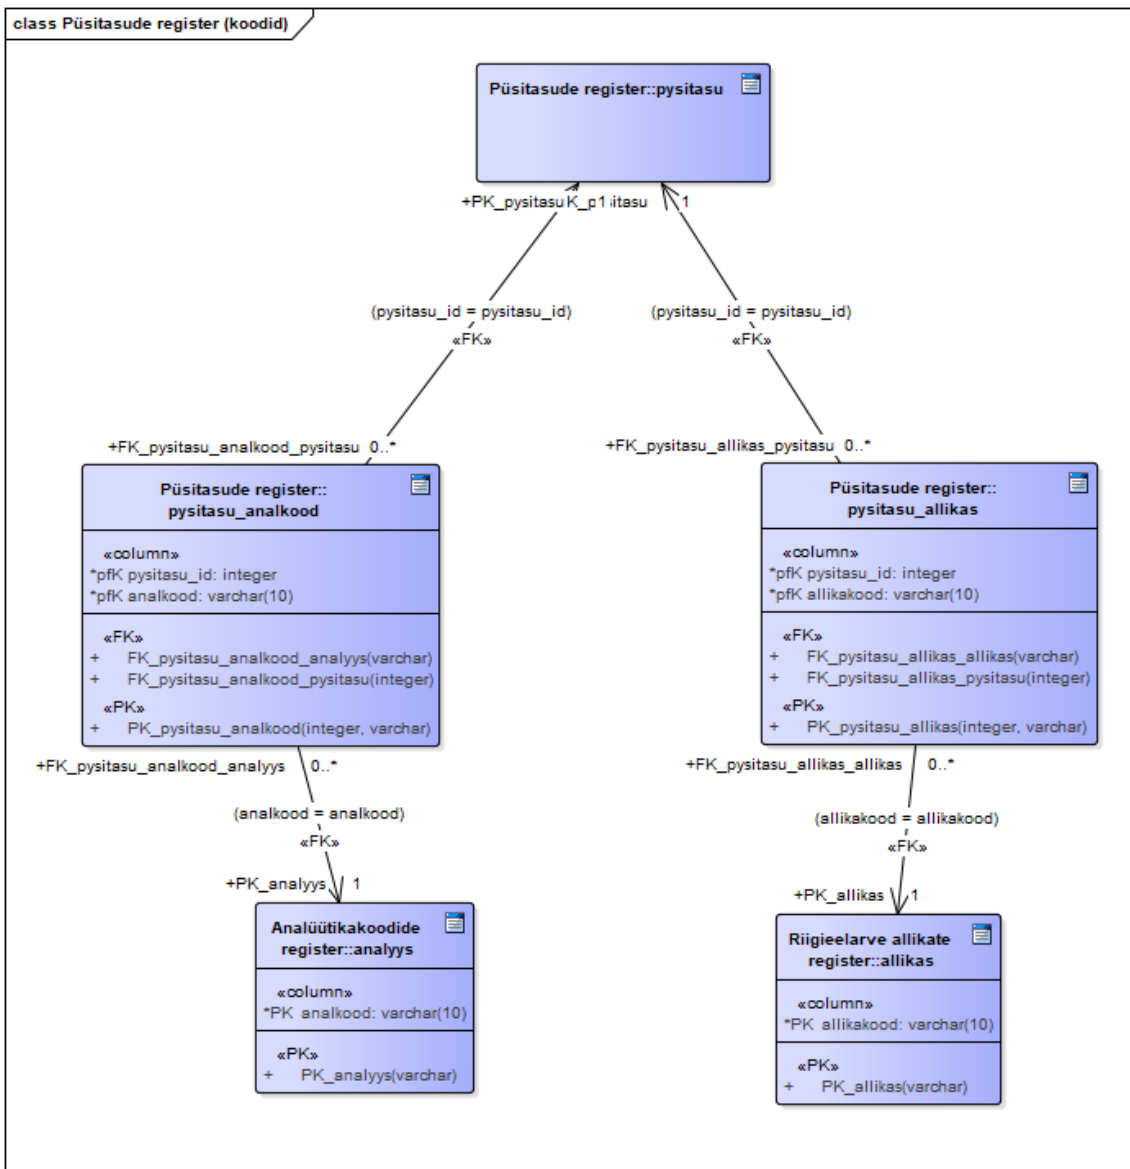 class Püsitasude register (koodid)
Püsitasude register::pysitasu
+PK_pysitasu
1
1
(pysitasu_id = pysitasu_id)
«FK»
(pysitasu_id = pysitasu_id)
«FK»
+FK_pysitasu_analkood_pysitasu 0..*
+FK_pysitasu_allikas_pysitasu 0..*
Püsitasude register::
pysitasu_analkood
«column»
*pfK pysitasu_id: integer
*pfK analkood: varchar(10)
«FK»
+ FK_pysitasu_analkood_analyys(varchar)
+ FK_pysitasu_analkood_pysitasu(integer)
«PK»
+ PK_pysitasu_analkood(integer, varchar)
Püsitasude register::
pysitasu_allikas
«column»
*pfK pysitasu_id: integer
*pfK allikakood: varchar(10)
«FK»
+ FK_pysitasu_allikas_allikas(varchar)
+ FK_pysitasu_allikas_pysitasu(integer)
«PK»
+ PK_pysitasu_allikas(integer, varchar)
+FK_pysitasu_analkood_analyys 0..*
+FK_pysitasu_allikas_allikas 0..*
(analkood = analkood)
«FK»
(allikakood = allikakood)
«FK»
+PK_analyys 1
+PK_allikas 1
Analüütikakoodide
register::analyys
«column»
*PK analkood: varchar(10)
«PK»
+ PK_analyys(varchar)
Riigieelarve allikate
register::allikas
«column»
*PK allikakood: varchar(10)
«PK»
+ PK_allikas(varchar)